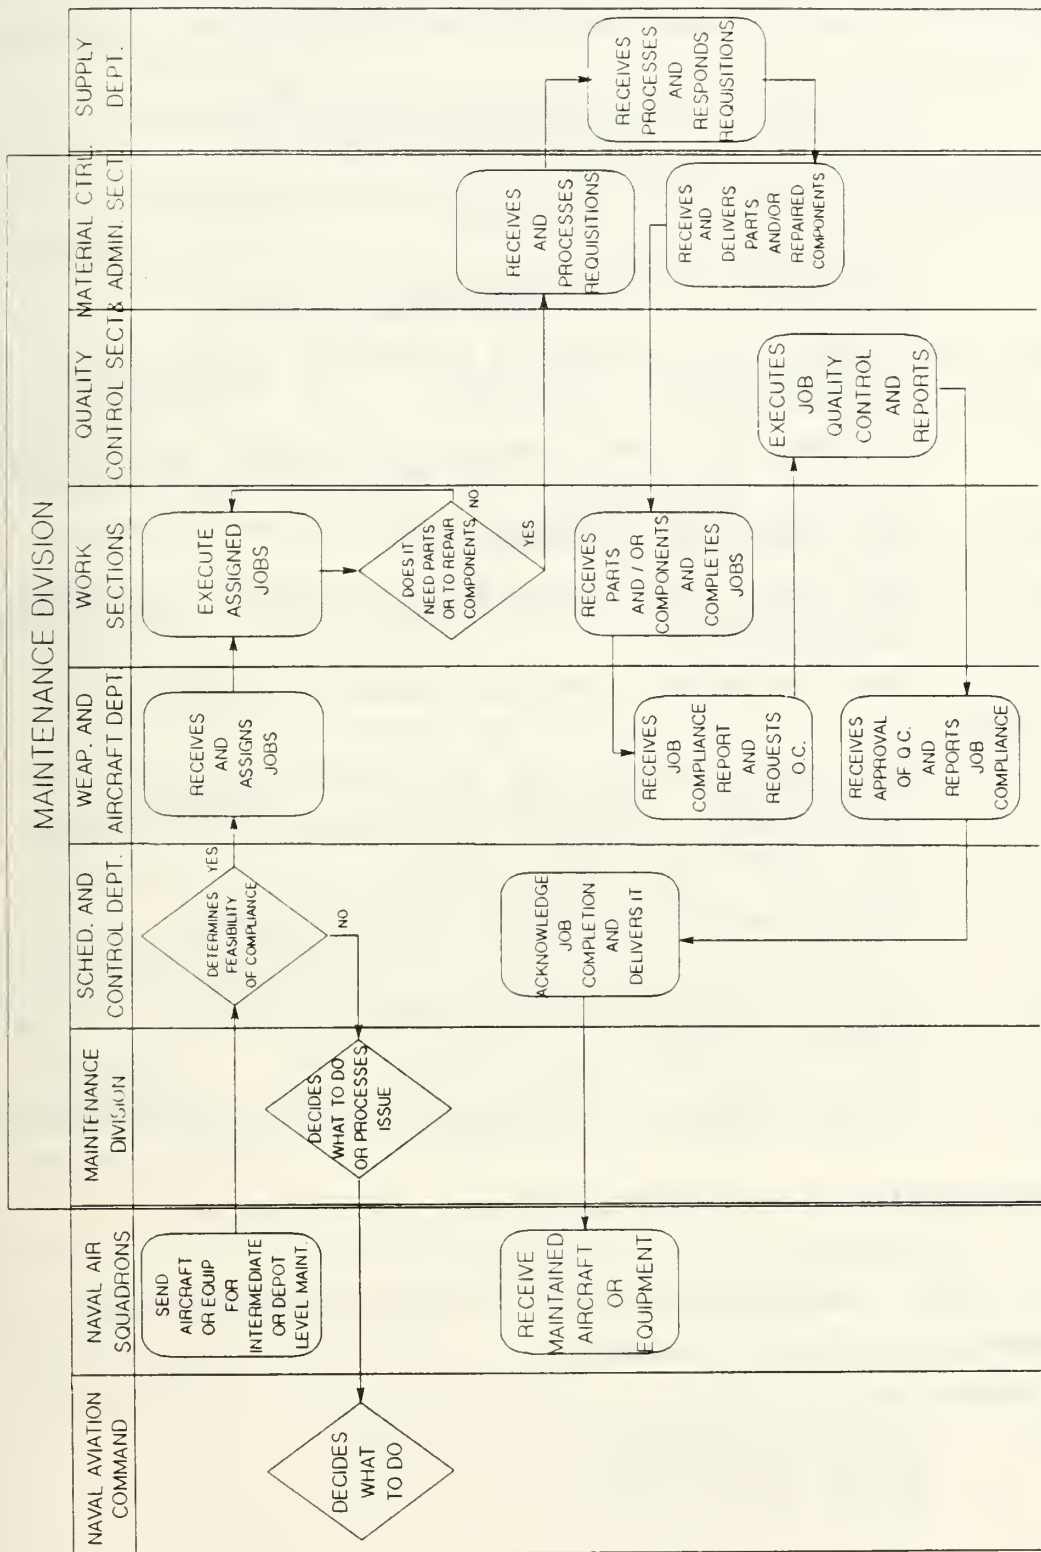 MAINTENANCE DIVISION
NAVAL AVIATION
COMMAND
NAVAL AIR
SQUADRONS
MAINTENANCE
DIVISION
SCHED. AND
CONTROL DEPT.
WEAP. AND
AIRCRAFT DEPT
WORK
SECTIONS
QUALITY
CONTROL SECT
MATERIAL CTRL.
& ADMIN. SECT.
SUPPLY
DEPT.
SEND
AIRCRAFT
OR EQUIP
FOR
INTERMEDIATE
OR DEPOT
LEVEL MAINT.
DETERMINES
FEASIBILITY
OF COMPLIANCE
YES
NO
RECEIVES
AND
ASSIGNS
JOBS
EXECUTE
ASSIGNED
JOBS
DECIDES
WHAT
TO DO
DECIDES
WHAT TO DO
OR PROCESSES
ISSUE
DOES IT
NEED PARTS
OR TO REPAIR
COMPONENTS
NO
YES
RECEIVES
AND
PROCESSES
REQUISITIONS
RECEIVES
PROCESSES
AND
RESPONDS
REQUISITIONS
RECEIVE
MAINTAINED
AIRCRAFT
OR
EQUIPMENT
ACKNOWLEDGE
JOB
COMPLETION
AND
DELIVERS IT
RECEIVES
PARTS
AND / OR
COMPONENTS
AND
COMPLETES
JOBS
RECEIVES
AND
DELIVERS
PARTS
AND/OR
REPAIRED
COMPONENTS
RECEIVES
JOB
COMPLIANCE
REPORT
AND
REQUESTS
Q.C.
EXECUTES
JOB
QUALITY
CONTROL
AND
REPORTS
RECEIVES
APPROVAL
OF Q.C.
AND
REPORTS
JOB
COMPLIANCE